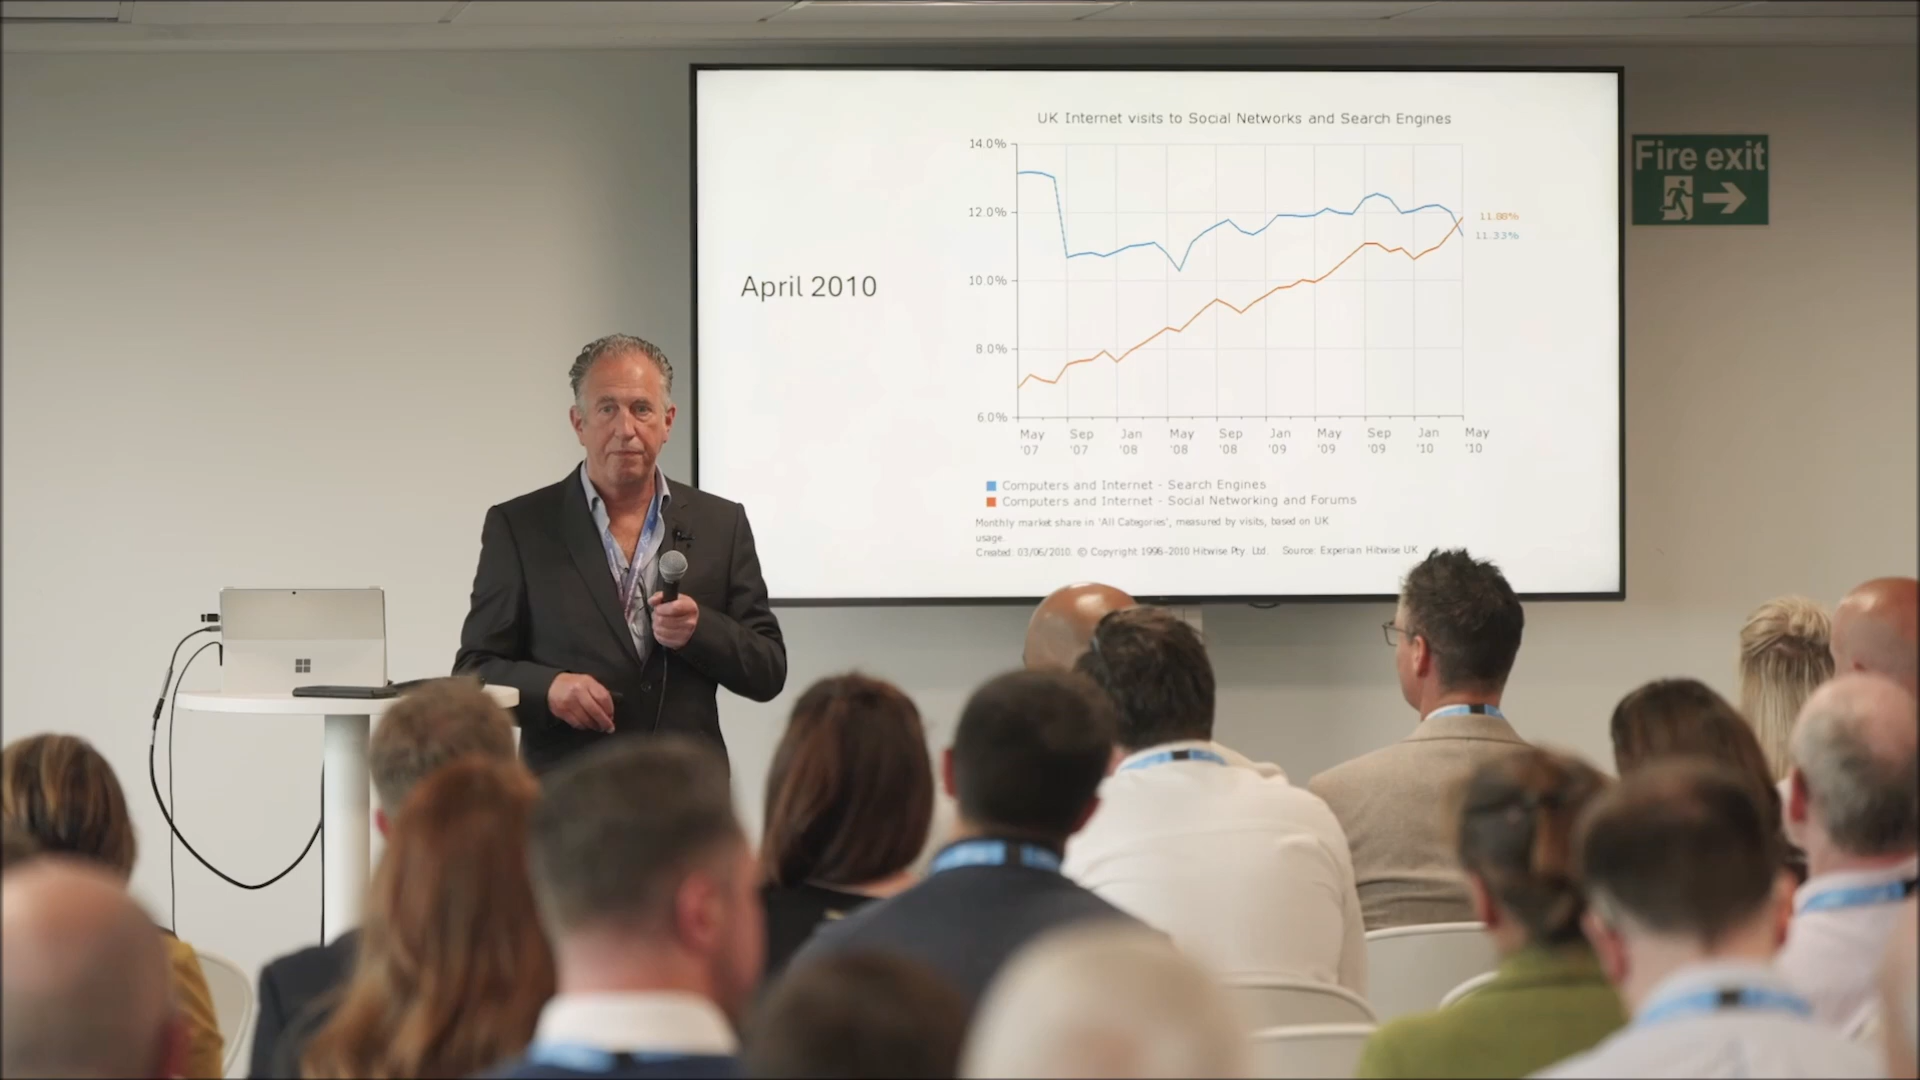 UK Internet visits to Social Networks and Search Engines
14.0%
12.0%
10.0%
8.0%
6.0%
11.88%
11.33%
April 2010
May Sep Jan May Sep Jan May Sep Jan May
'07 '07 '08 '08 '08 '09 '09 '09 '10 '10
Computers and Internet - Search Engines
Computers and Internet - Social Networking and Forums
Monthly market share in 'All Categories', measured by visits, based on UK
usage.
Created: 03/06/2010. © Copyright 1998-2010 Hitwise Pty. Ltd. Source: Experian Hitwise UK
Fire exit